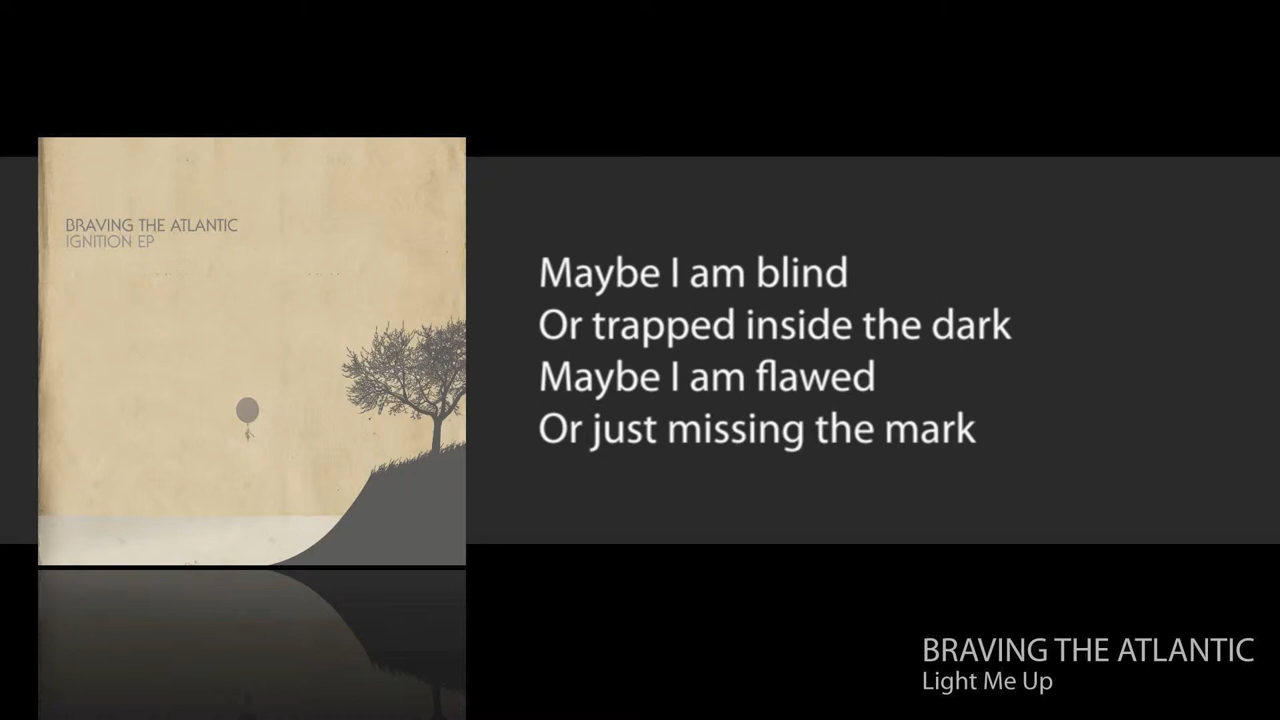 BRAVING THE ATLANTIC
IGNITION EP
Maybe I am blind
Or trapped inside the dark
Maybe I am flawed
Or just missing the mark
BRAVING THE ATLANTIC
Light Me Up